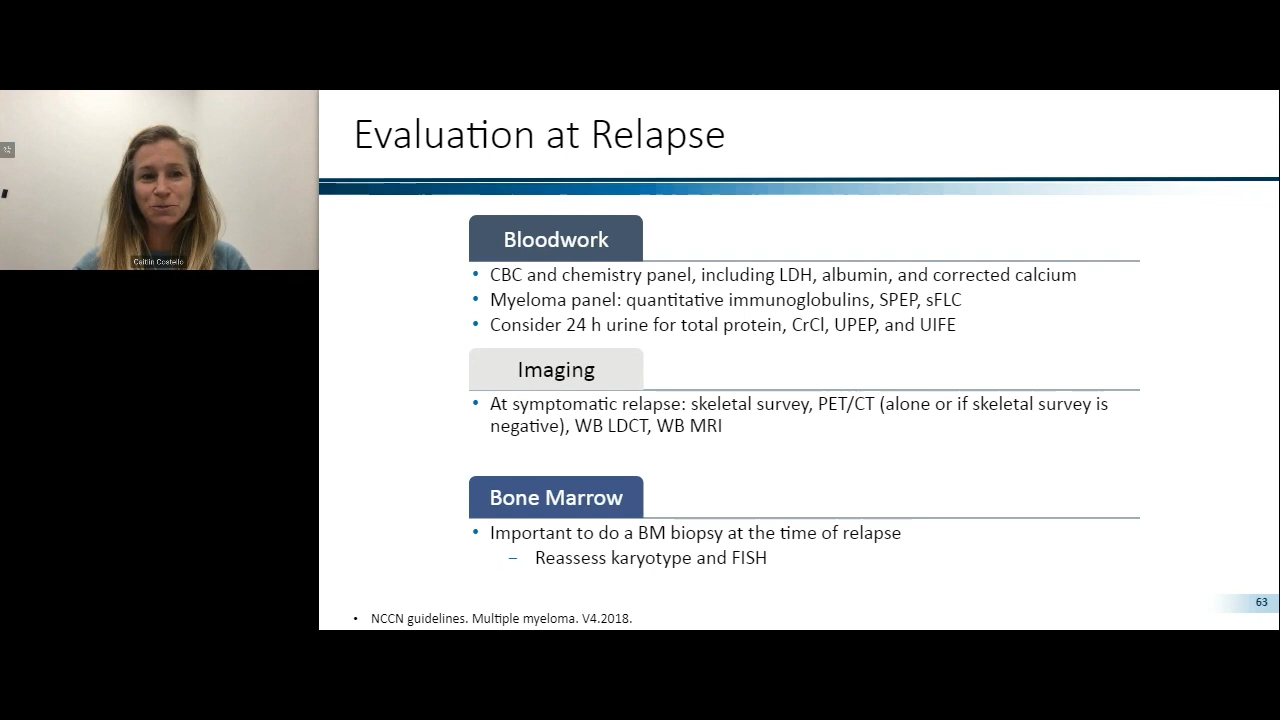 Evaluation at Relapse
Caitlin Costello
Bloodwork
• CBC and chemistry panel, including LDH, albumin, and corrected calcium
• Myeloma panel: quantitative immunoglobulins, SPEP, sFLC
• Consider 24 h urine for total protein, CrCl, UPEP, and UIFE
Imaging
• At symptomatic relapse: skeletal survey, PET/CT (alone or if skeletal survey is
negative), WB LDCT, WB MRI
Bone Marrow
• Important to do a BM biopsy at the time of relapse
– Reassess karyotype and FISH
63
• NCCN guidelines. Multiple myeloma. V4.2018.